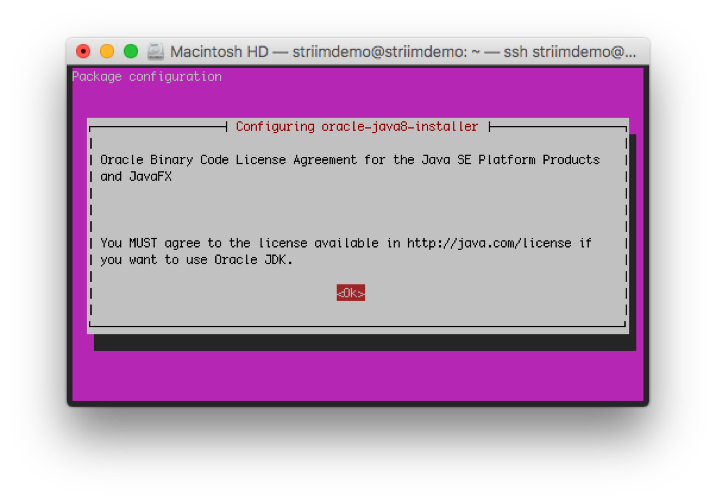 Macintosh HD — striimdemo@striimdemo: ~ — ssh striimdemo@...
Package configuration
Configuring oracle-java8-installer
Oracle Binary Code License Agreement for the Java SE Platform Products
and JavaFX
You MUST agree to the license available in http://java.com/license if
you want to use Oracle JDK.
<Ok>